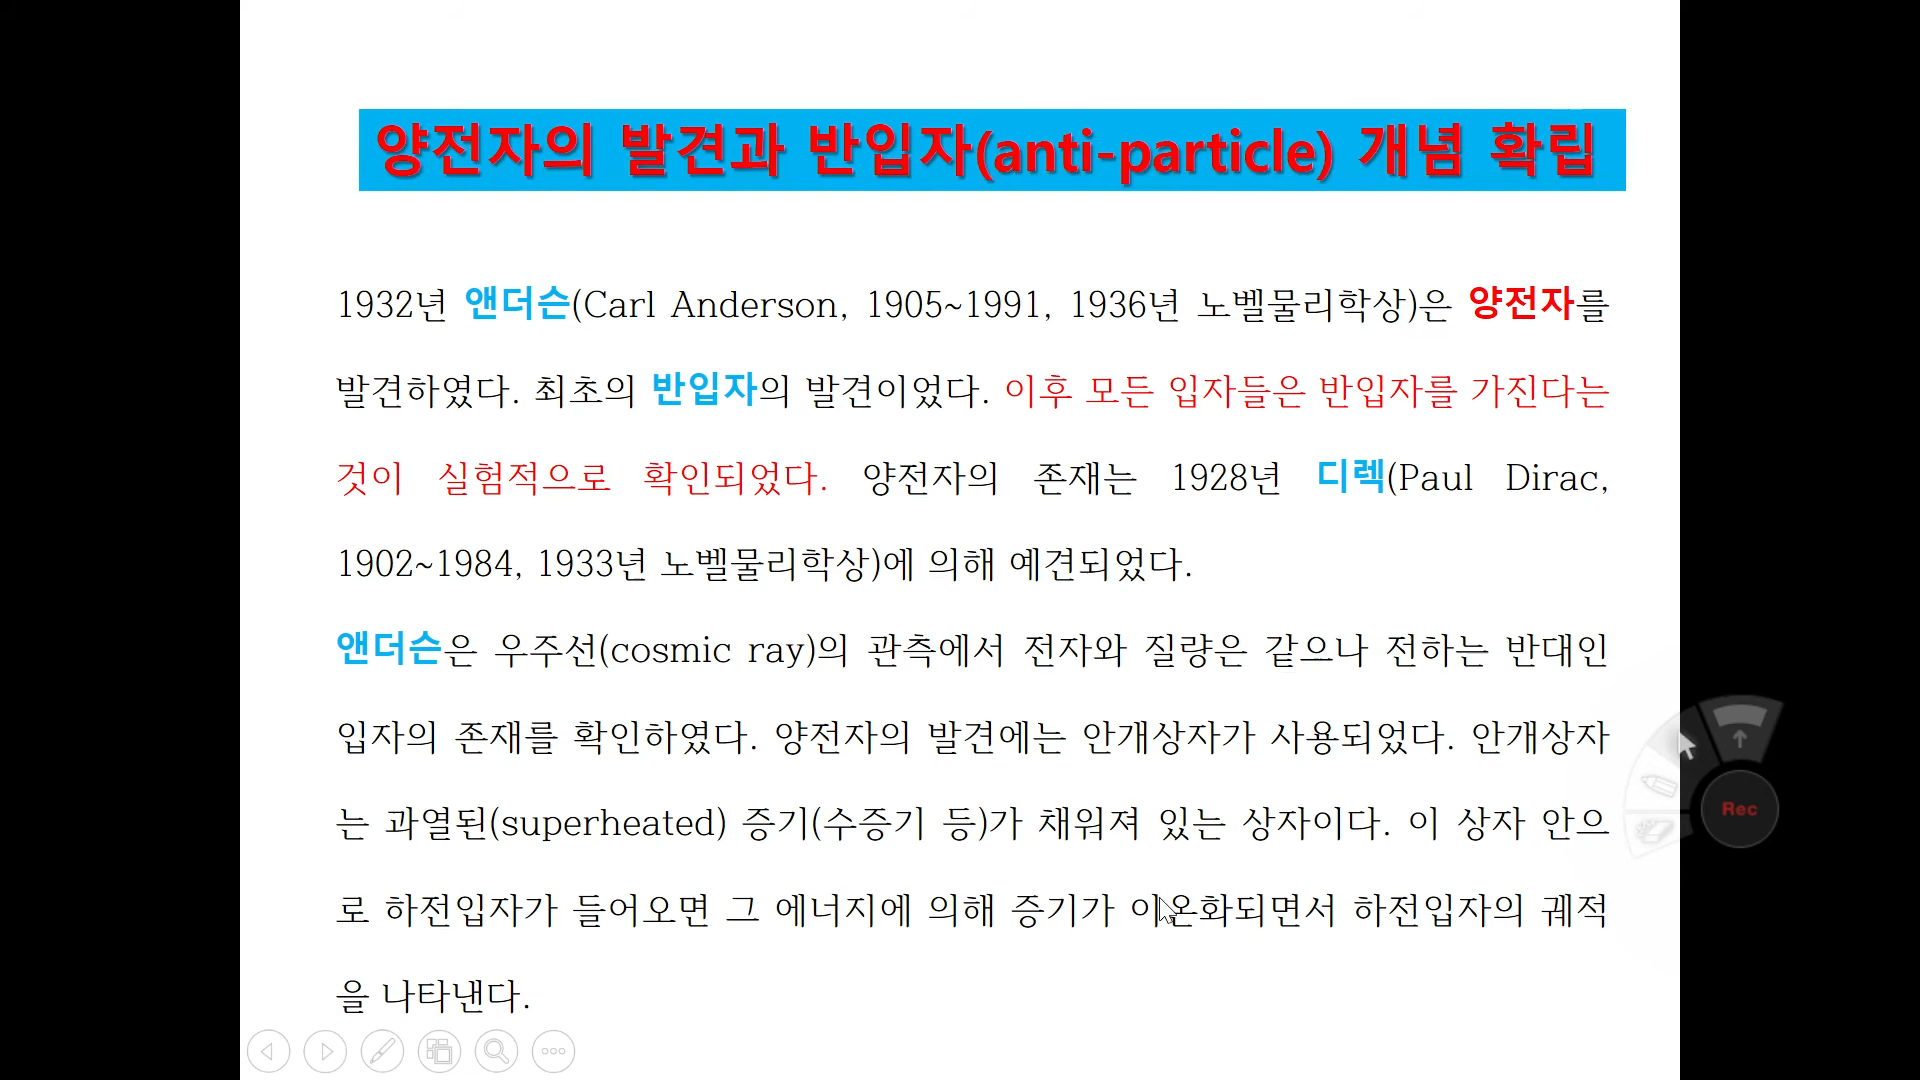 양전자의 발견과 반입자(anti-particle) 개념 확립
1932년 앤더슨(Carl Anderson, 1905~1991, 1936년 노벨물리학상)은 양전자를
발견하였다. 최초의 반입자의 발견이었다. 이후 모든 입자들은 반입자를 가진다는
것이 실험적으로 확인되었다. 양전자의 존재는 1928년 디렉(Paul Dirac,
1902~1984, 1933년 노벨물리학상)에 의해 예견되었다.
앤더슨은 우주선(cosmic ray)의 관측에서 전자와 질량은 같으나 전하는 반대인
입자의 존재를 확인하였다. 양전자의 발견에는 안개상자가 사용되었다. 안개상자
는 과열된(superheated) 증기(수증기 등)가 채워져 있는 상자이다. 이 상자 안으
로 하전입자가 들어오면 그 에너지에 의해 증기가 이온화되면서 하전입자의 궤적
을 나타낸다.
Rec